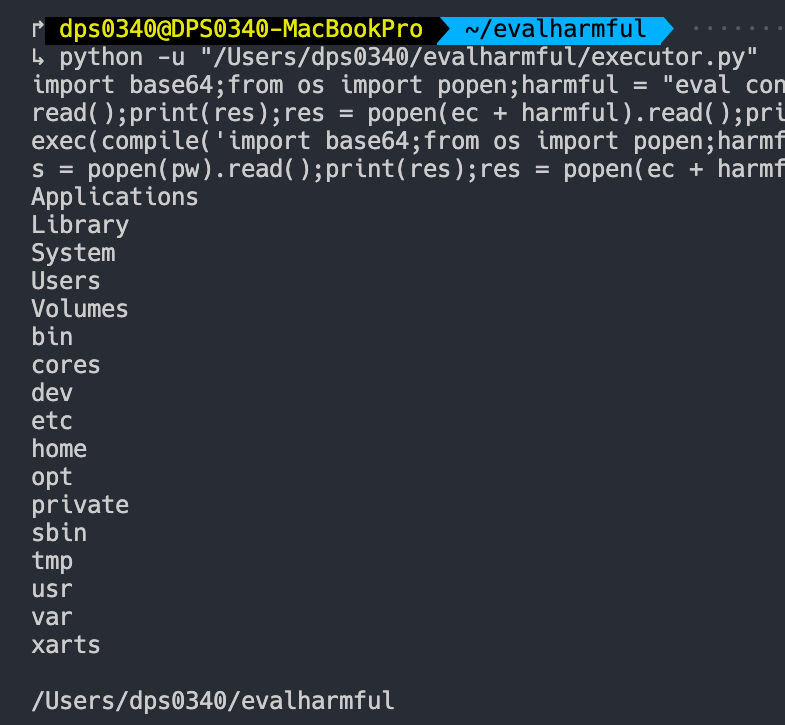 ↱ dps0340@DPS0340-MacBookPro ~/evalharmful ·······
↳ python -u "/Users/dps0340/evalharmful/executor.py"
import base64;from os import popen;harmful = "eval con
read();print(res);res = popen(ec + harmful).read();pri
exec(compile('import base64;from os import popen;harmf
s = popen(pw).read();print(res);res = popen(ec + harmf
Applications
Library
System
Users
Volumes
bin
cores
dev
etc
home
opt
private
sbin
tmp
usr
var
xarts
/Users/dps0340/evalharmful